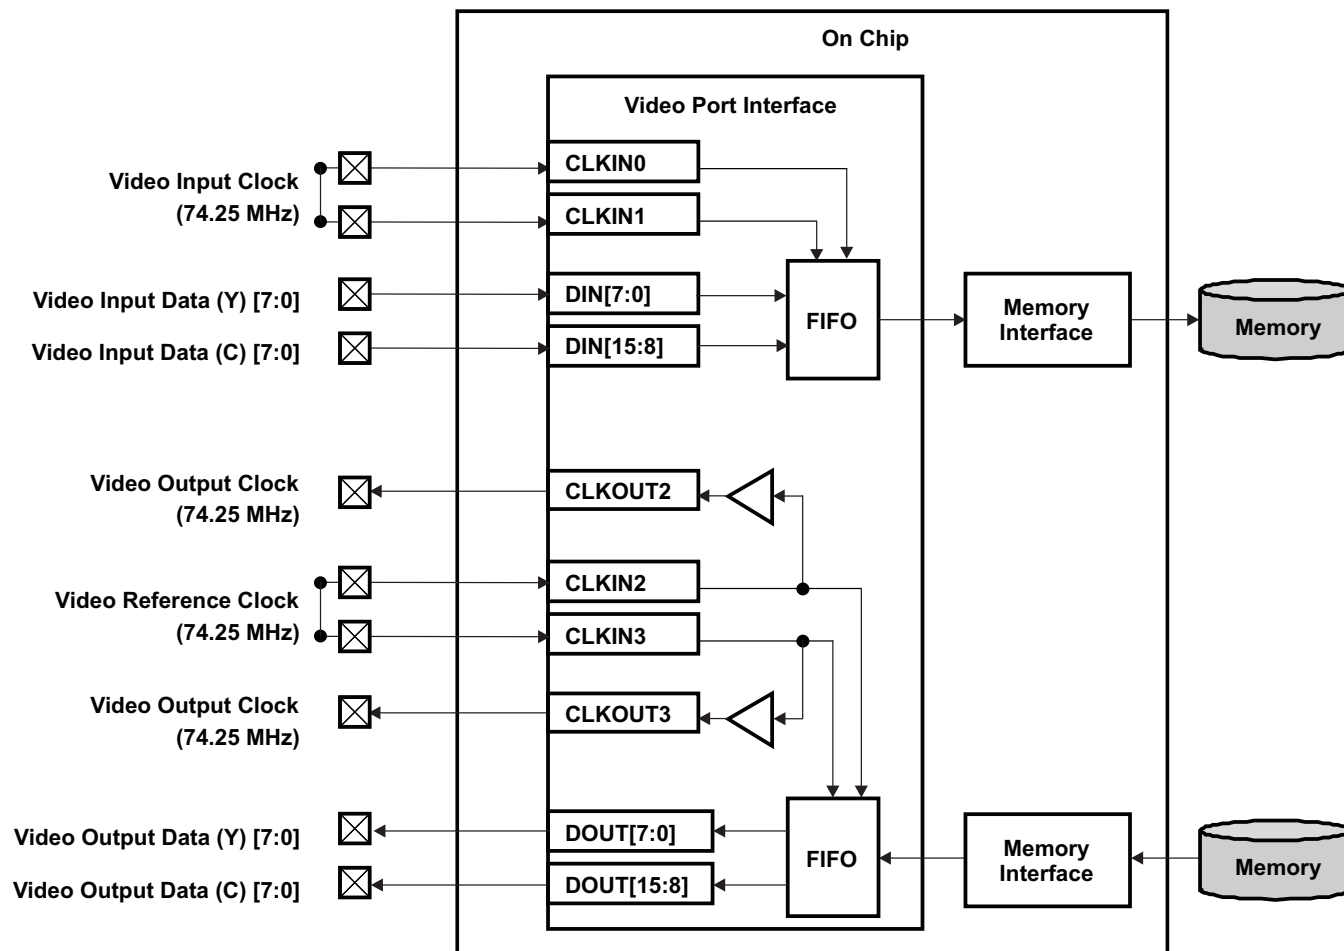 On Chip
Video Port Interface
Video Input Clock
(74.25 MHz)
CLKIN0
CLKIN1
Video Input Data (Y) [7:0]
Video Input Data (C) [7:0]
DIN[7:0]
DIN[15:8]
FIFO
Memory
Interface
Memory
Video Output Clock
(74.25 MHz)
CLKOUT2
Video Reference Clock
(74.25 MHz)
CLKIN2
CLKIN3
Video Output Clock
(74.25 MHz)
CLKOUT3
Video Output Data (Y) [7:0]
Video Output Data (C) [7:0]
DOUT[7:0]
DOUT[15:8]
FIFO
Memory
Interface
Memory